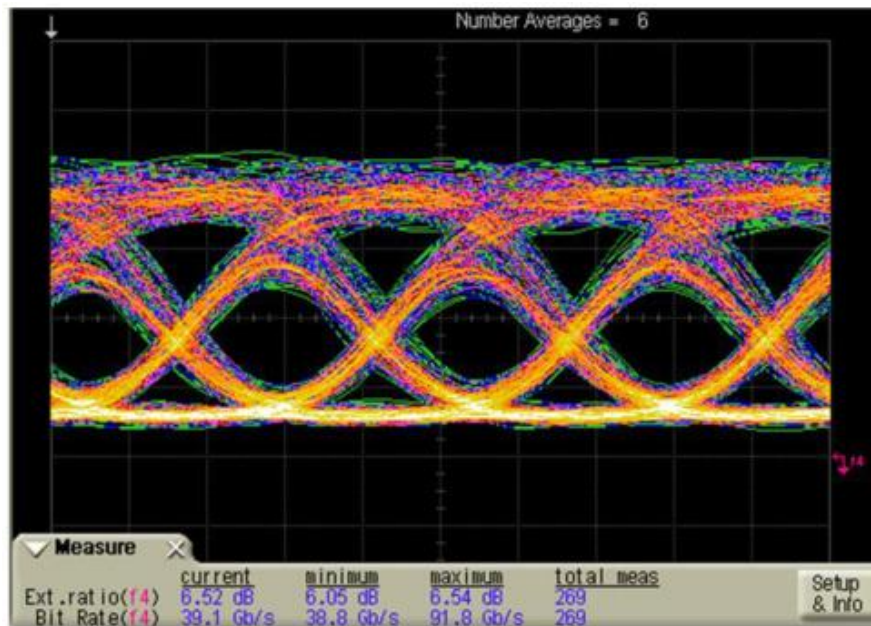 Number Averages = 6
f4
Measure
current minimum maximum total meas
Ext.ratio(f4) 6.52 dB 6.05 dB 6.54 dB 269
Bit Rate(f4) 39.1 Gb/s 38.8 Gb/s 91.8 Gb/s 269
Setup
& Info